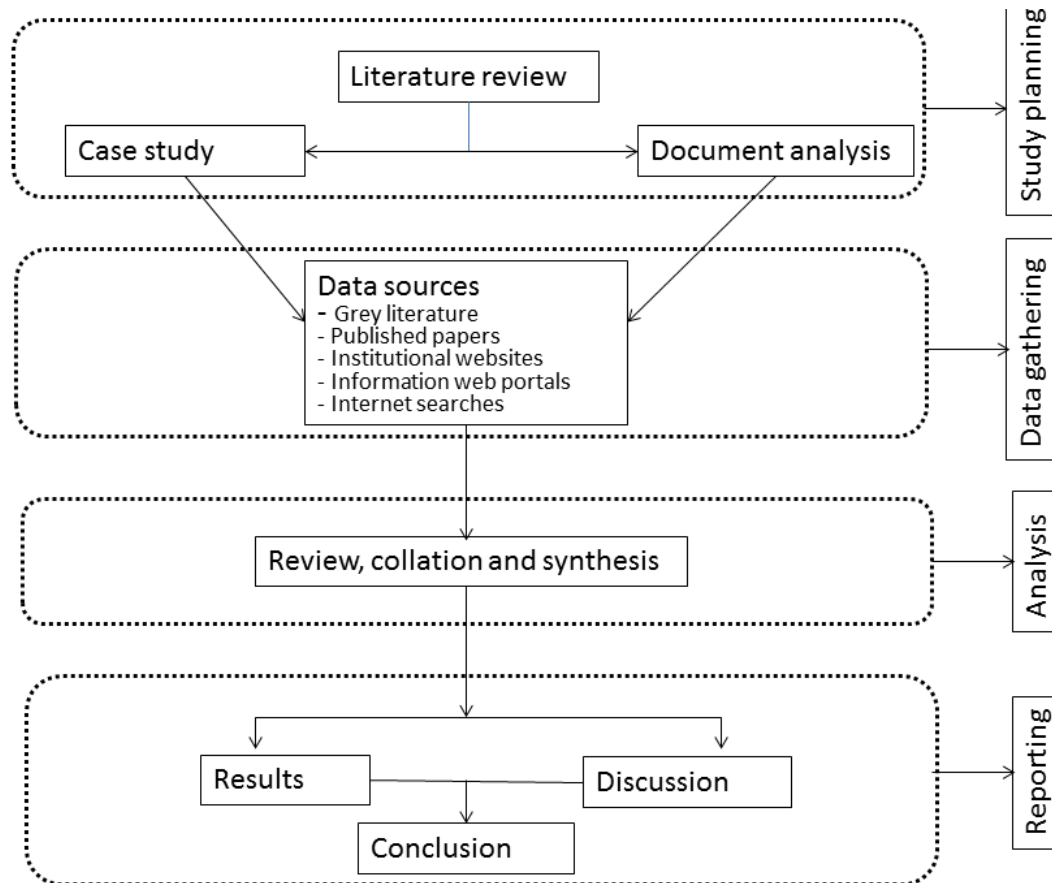 Literature review
Case study
Document analysis
Study planning
Data sources
- Grey literature
- Published papers
- Institutional websites
- Information web portals
- Internet searches
Data gathering
Review, collation and synthesis
Analysis
Results
Discussion
Conclusion
Reporting